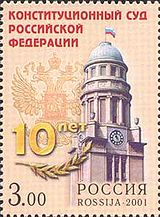 КОНСТИТУЦИОННЫЙ СУД
РОССИЙСКОЙ
ФЕДЕРАЦИИ
10 лет
3.00
РОССИЯ
ROSSIJA·2001